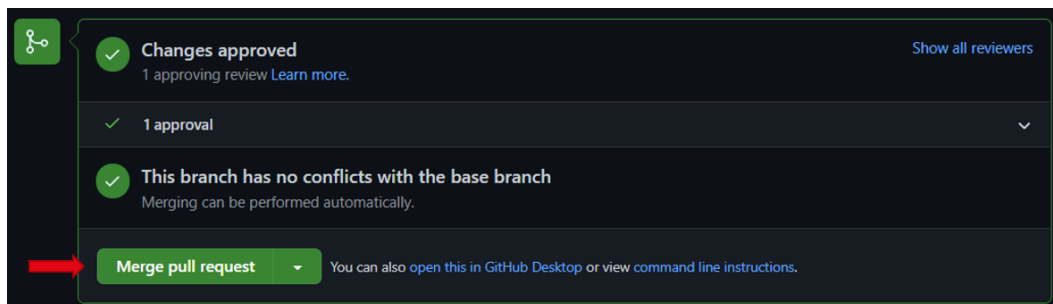 Changes approved
Show all reviewers
1 approving review Learn more.
1 approval
This branch has no conflicts with the base branch
Merging can be performed automatically.
Merge pull request
You can also open this in GitHub Desktop or view command line instructions.